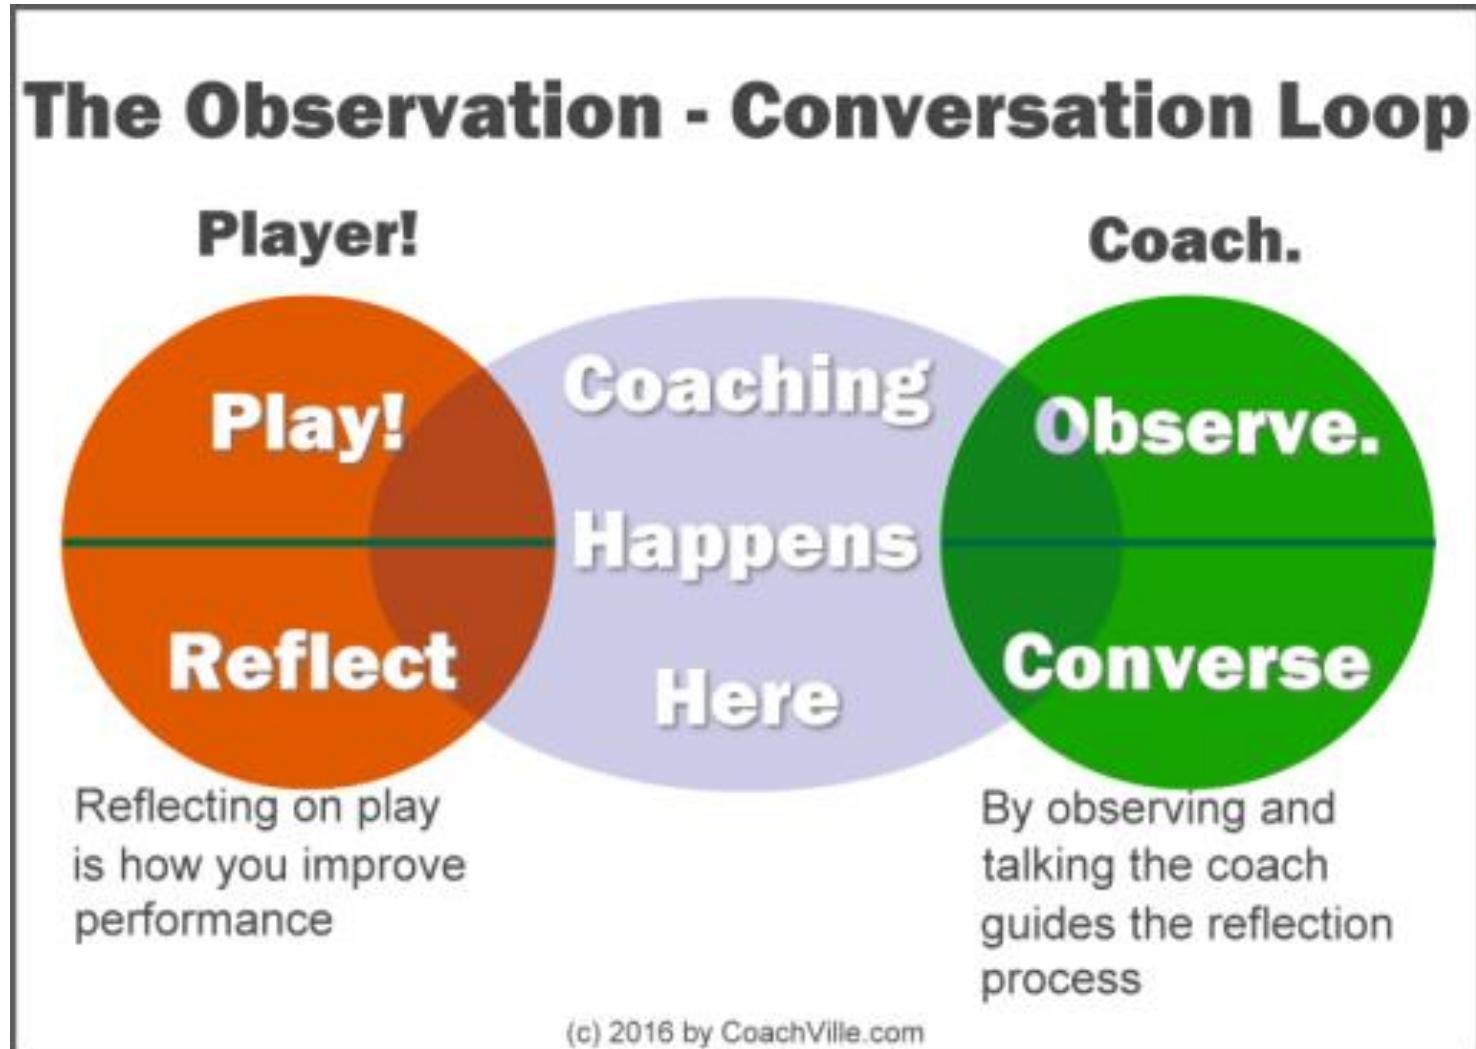 The Observation - Conversation Loop
Player!
Coach.
Play!
Reflect
Coaching
Happens
Here
Observe.
Converse
Reflecting on play
is how you improve
performance
By observing and
talking the coach
guides the reflection
process
(c) 2016 by CoachVille.com